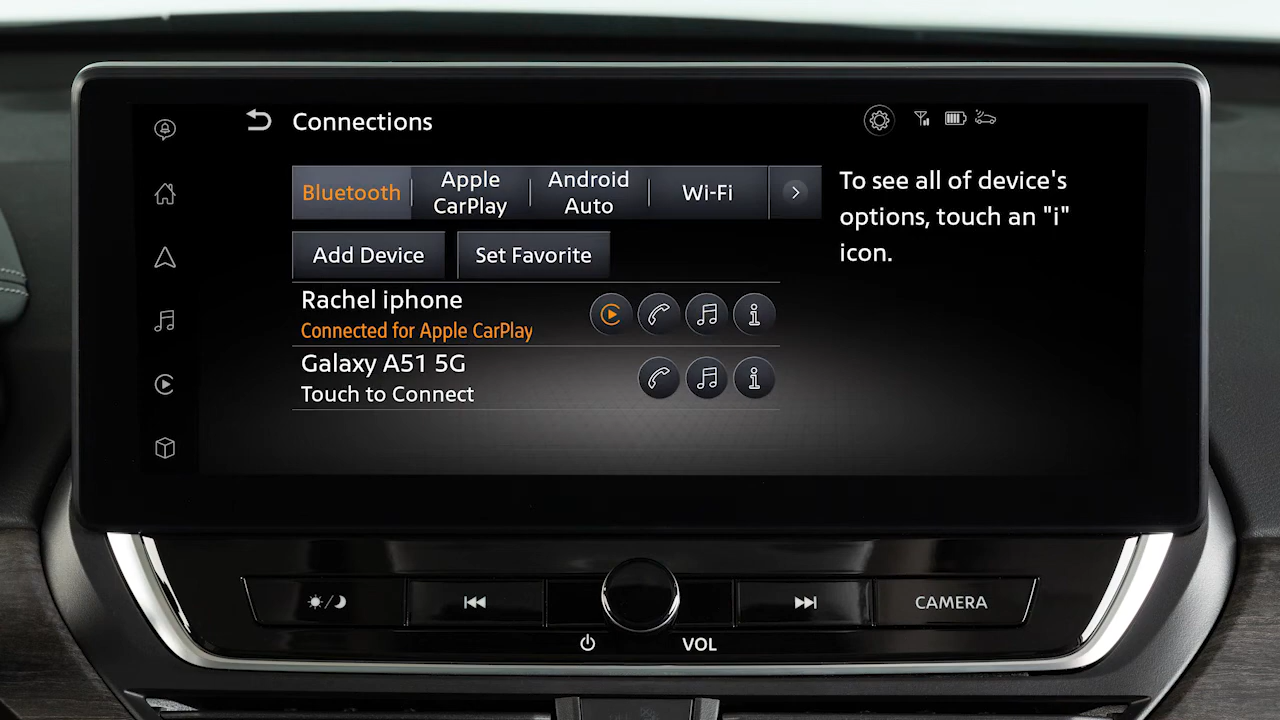 Connections
Bluetooth
Apple
CarPlay
Android
Auto
Wi-Fi
To see all of device's
options, touch an "i"
icon.
Add Device
Set Favorite
Rachel iphone
Connected for Apple CarPlay
Galaxy A51 5G
Touch to Connect
CAMERA
VOL